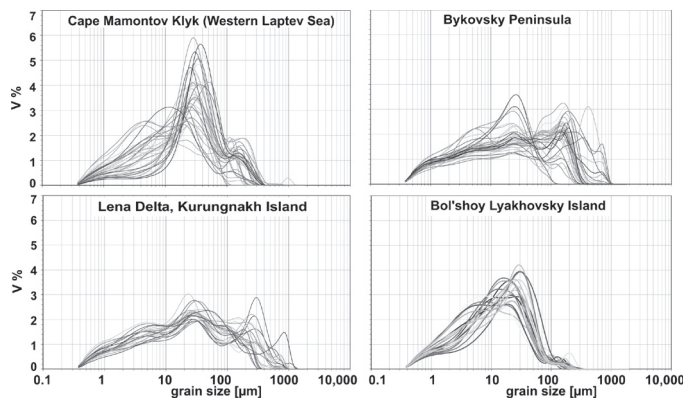 Cape Mamontov Klyk (Western Laptev Sea)
Bykovsky Peninsula
7
6
5
4
3
2
1
0
V %
Lena Delta, Kurungnakh Island
Bol'shoy Lyakhovsky Island
7
6
5
4
3
2
1
0
V %
0.1 1 10 100 1000 10,000
0.1 1 10 100 1000 10,000
grain size [µm]
grain size [µm]